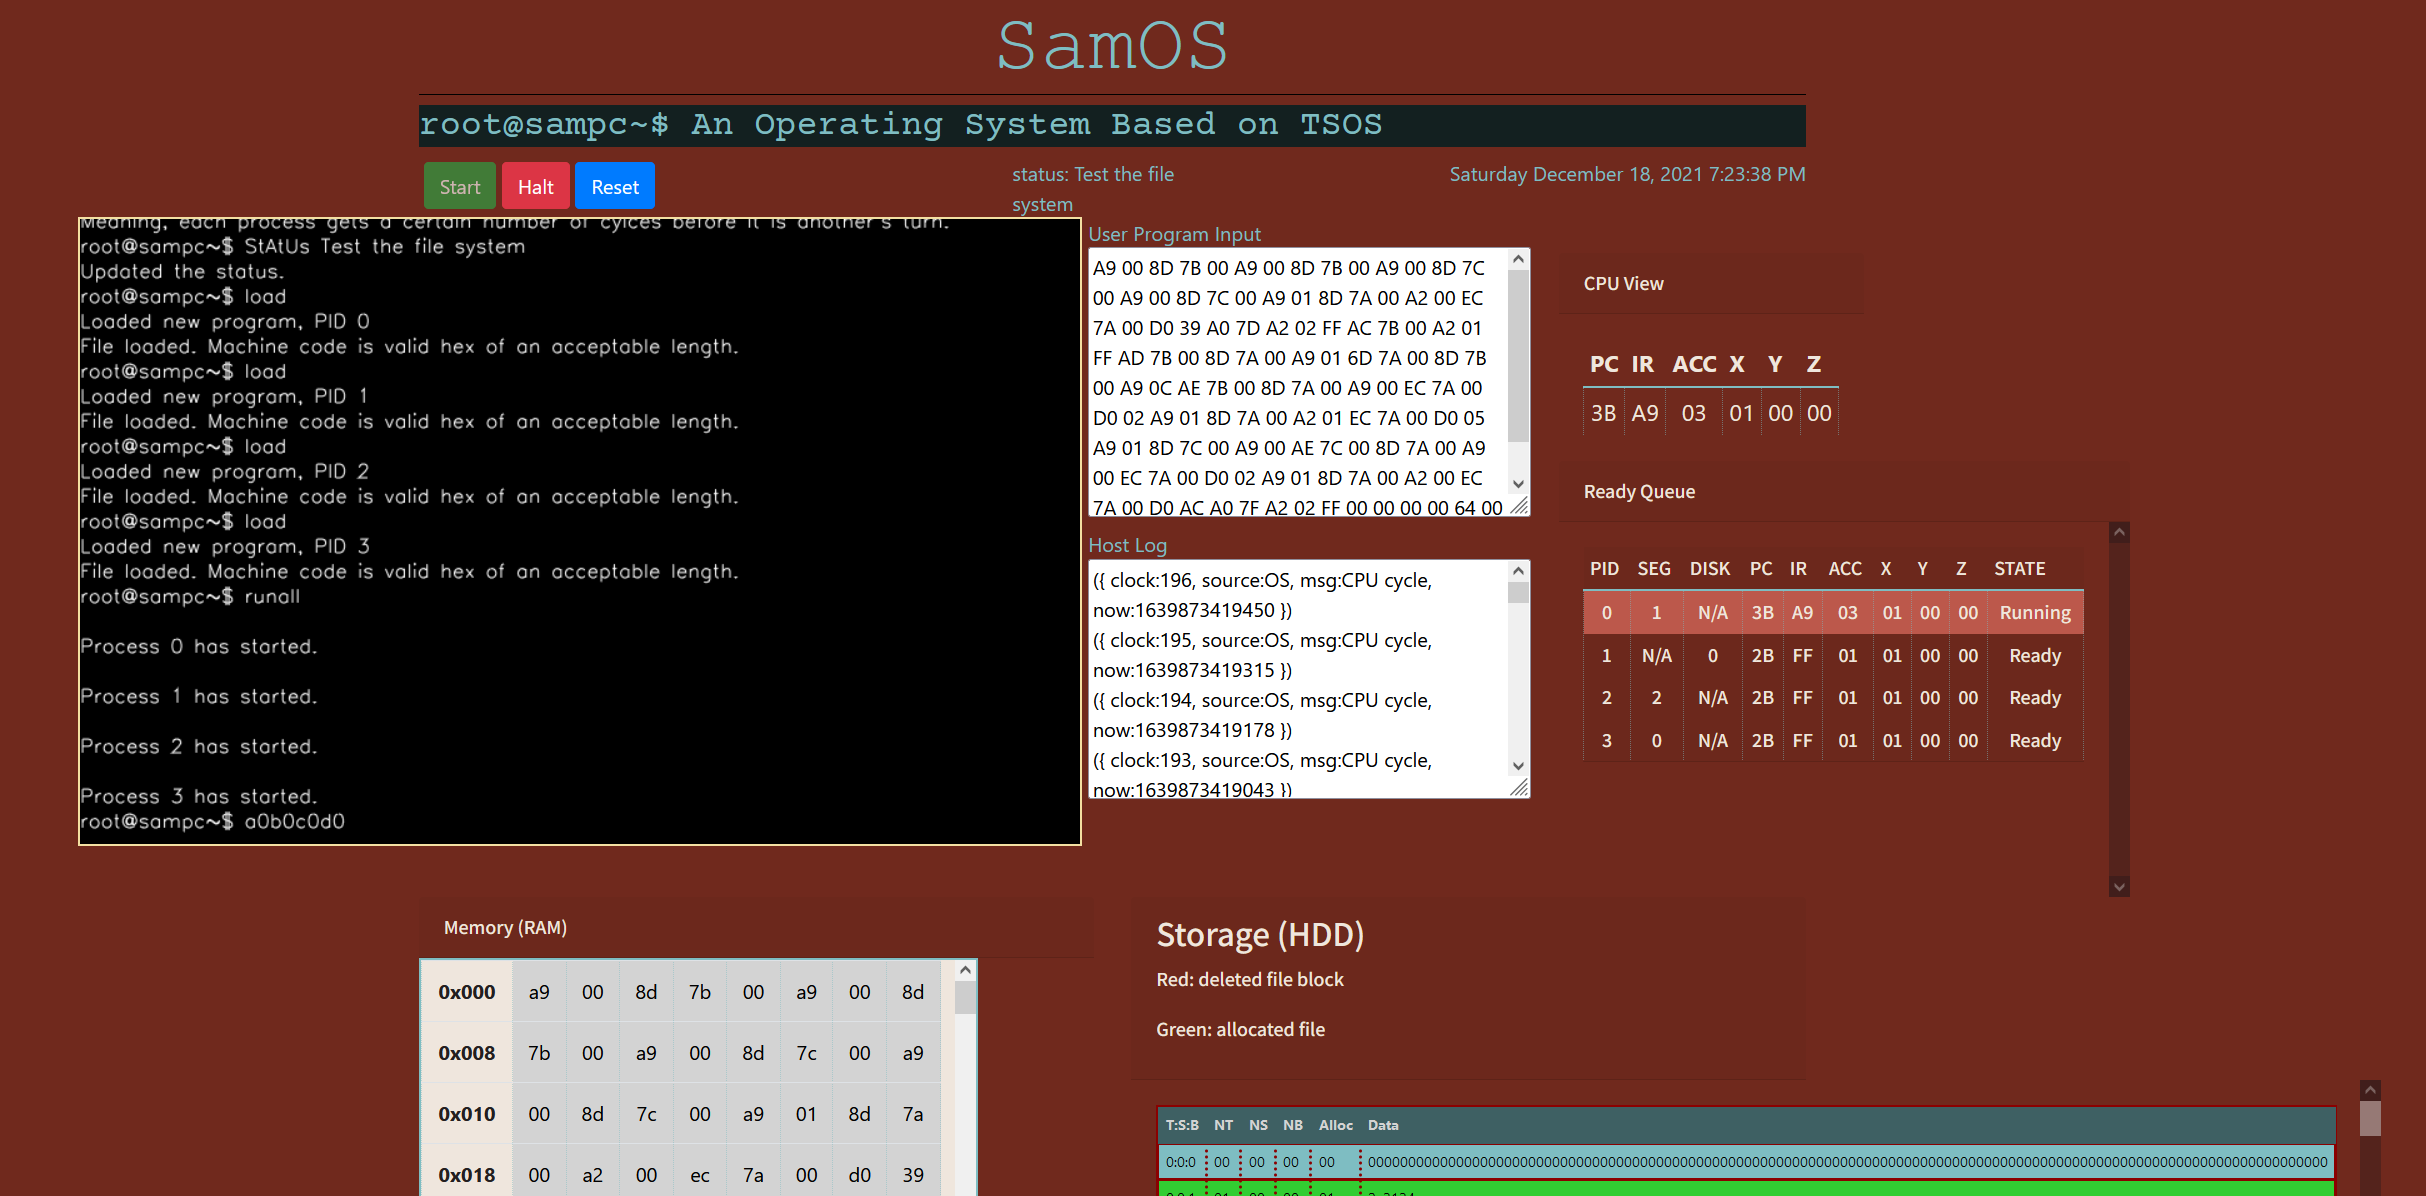 SamOS
root@sampc~$ An Operating System Based on TSOS
Start Halt Reset
status: Test the file
system
Saturday December 18, 2021 7:23:38 PM
Meaning, each process gets a certain number of cylces before it is another's turn.
root@sampc~$ StAtUs Test the file system
Updated the status.
root@sampc~$ load
Loaded new program, PID 0
File loaded. Machine code is valid hex of an acceptable length.
root@sampc~$ load
Loaded new program, PID 1
File loaded. Machine code is valid hex of an acceptable length.
root@sampc~$ load
Loaded new program, PID 2
File loaded. Machine code is valid hex of an acceptable length.
root@sampc~$ load
Loaded new program, PID 3
File loaded. Machine code is valid hex of an acceptable length.
root@sampc~$ runall
Process 0 has started.
Process 1 has started.
Process 2 has started.
Process 3 has started.
root@sampc~$ a0b0c0d0
User Program Input
A9 00 8D 7B 00 A9 00 8D 7B 00 A9 00 8D 7C
00 A9 00 8D 7C 00 A9 01 8D 7A 00 A2 00 EC
7A 00 D0 39 A0 7D A2 02 FF AC 7B 00 A2 01
FF AD 7B 00 8D 7A 00 A9 01 6D 7A 00 8D 7B
00 A9 0C AE 7B 00 8D 7A 00 A9 00 EC 7A 00
D0 02 A9 01 8D 7A 00 A2 01 EC 7A 00 D0 05
A9 01 8D 7C 00 A9 00 AE 7C 00 8D 7A 00 A9
00 EC 7A 00 D0 02 A9 01 8D 7A 00 A2 00 EC
7A 00 D0 AC A0 7F A2 02 FF 00 00 00 00 64 00
Host Log
({ clock:196, source:OS, msg:CPU cycle,
now:1639873419450 })
({ clock:195, source:OS, msg:CPU cycle,
now:1639873419315 })
({ clock:194, source:OS, msg:CPU cycle,
now:1639873419178 })
({ clock:193, source:OS, msg:CPU cycle,
now:1639873419043 })
CPU View
PC IR ACC X Y Z
3B A9 03 01 00 00
Ready Queue
PID SEG DISK PC IR ACC X Y Z STATE
0 1 N/A 3B A9 03 01 00 00 Running
1 N/A 0 2B FF 01 01 00 00 Ready
2 2 N/A 2B FF 01 01 00 00 Ready
3 0 N/A 2B FF 01 01 00 00 Ready
Memory (RAM)
0x000 a9 00 8d 7b 00 a9 00 8d
0x008 7b 00 a9 00 8d 7c 00 a9
0x010 00 8d 7c 00 a9 01 8d 7a
0x018 00 a2 00 ec 7a 00 d0 39
Storage (HDD)
Red: deleted file block
Green: allocated file
T:S:B NT NS NB Alloc Data
0:0:0 00 00 00 00